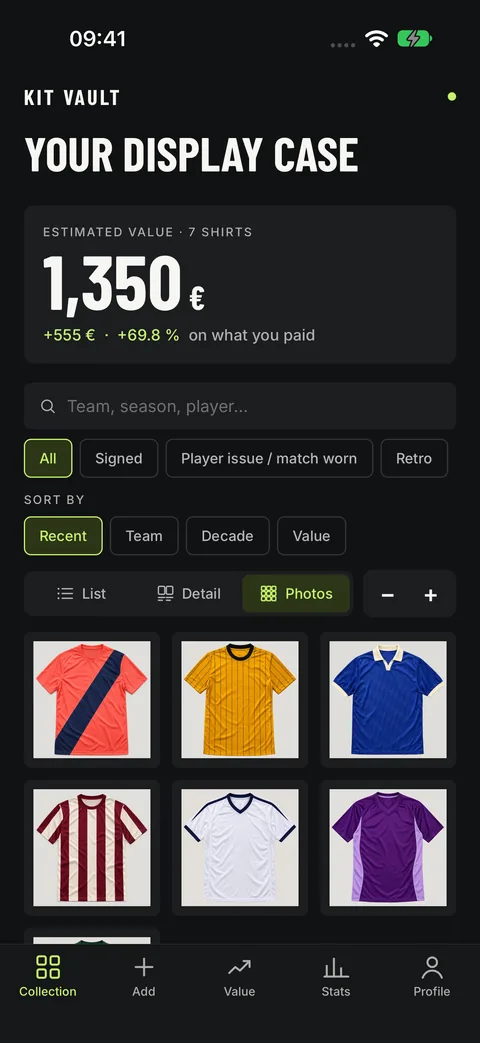 09:41
KIT VAULT
YOUR DISPLAY CASE
ESTIMATED VALUE · 7 SHIRTS
1,350 €
+555 € · +69.8 % on what you paid
Team, season, player...
All Signed Player issue / match worn Retro
SORT BY
Recent Team Decade Value
List Detail Photos − +
Collection Add Value Stats Profile